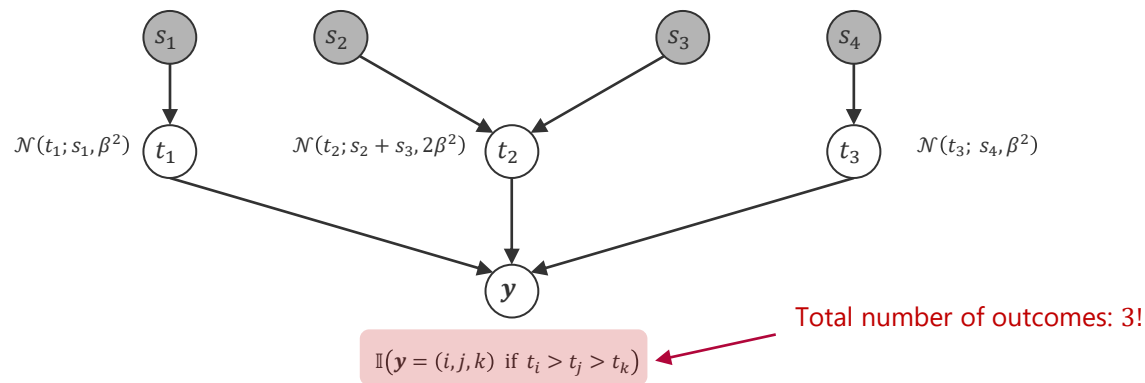 s₁ s₂ s₃ s₄
𝒩(t₁; s₁, β²) t₁ 𝒩(t₂; s₂ + s₃, 2β²) t₂ t₃ 𝒩(t₃; s₄, β²)
y
Total number of outcomes: 3!
𝕀(y = (i, j, k) if tᵢ > tⱼ > tₖ)